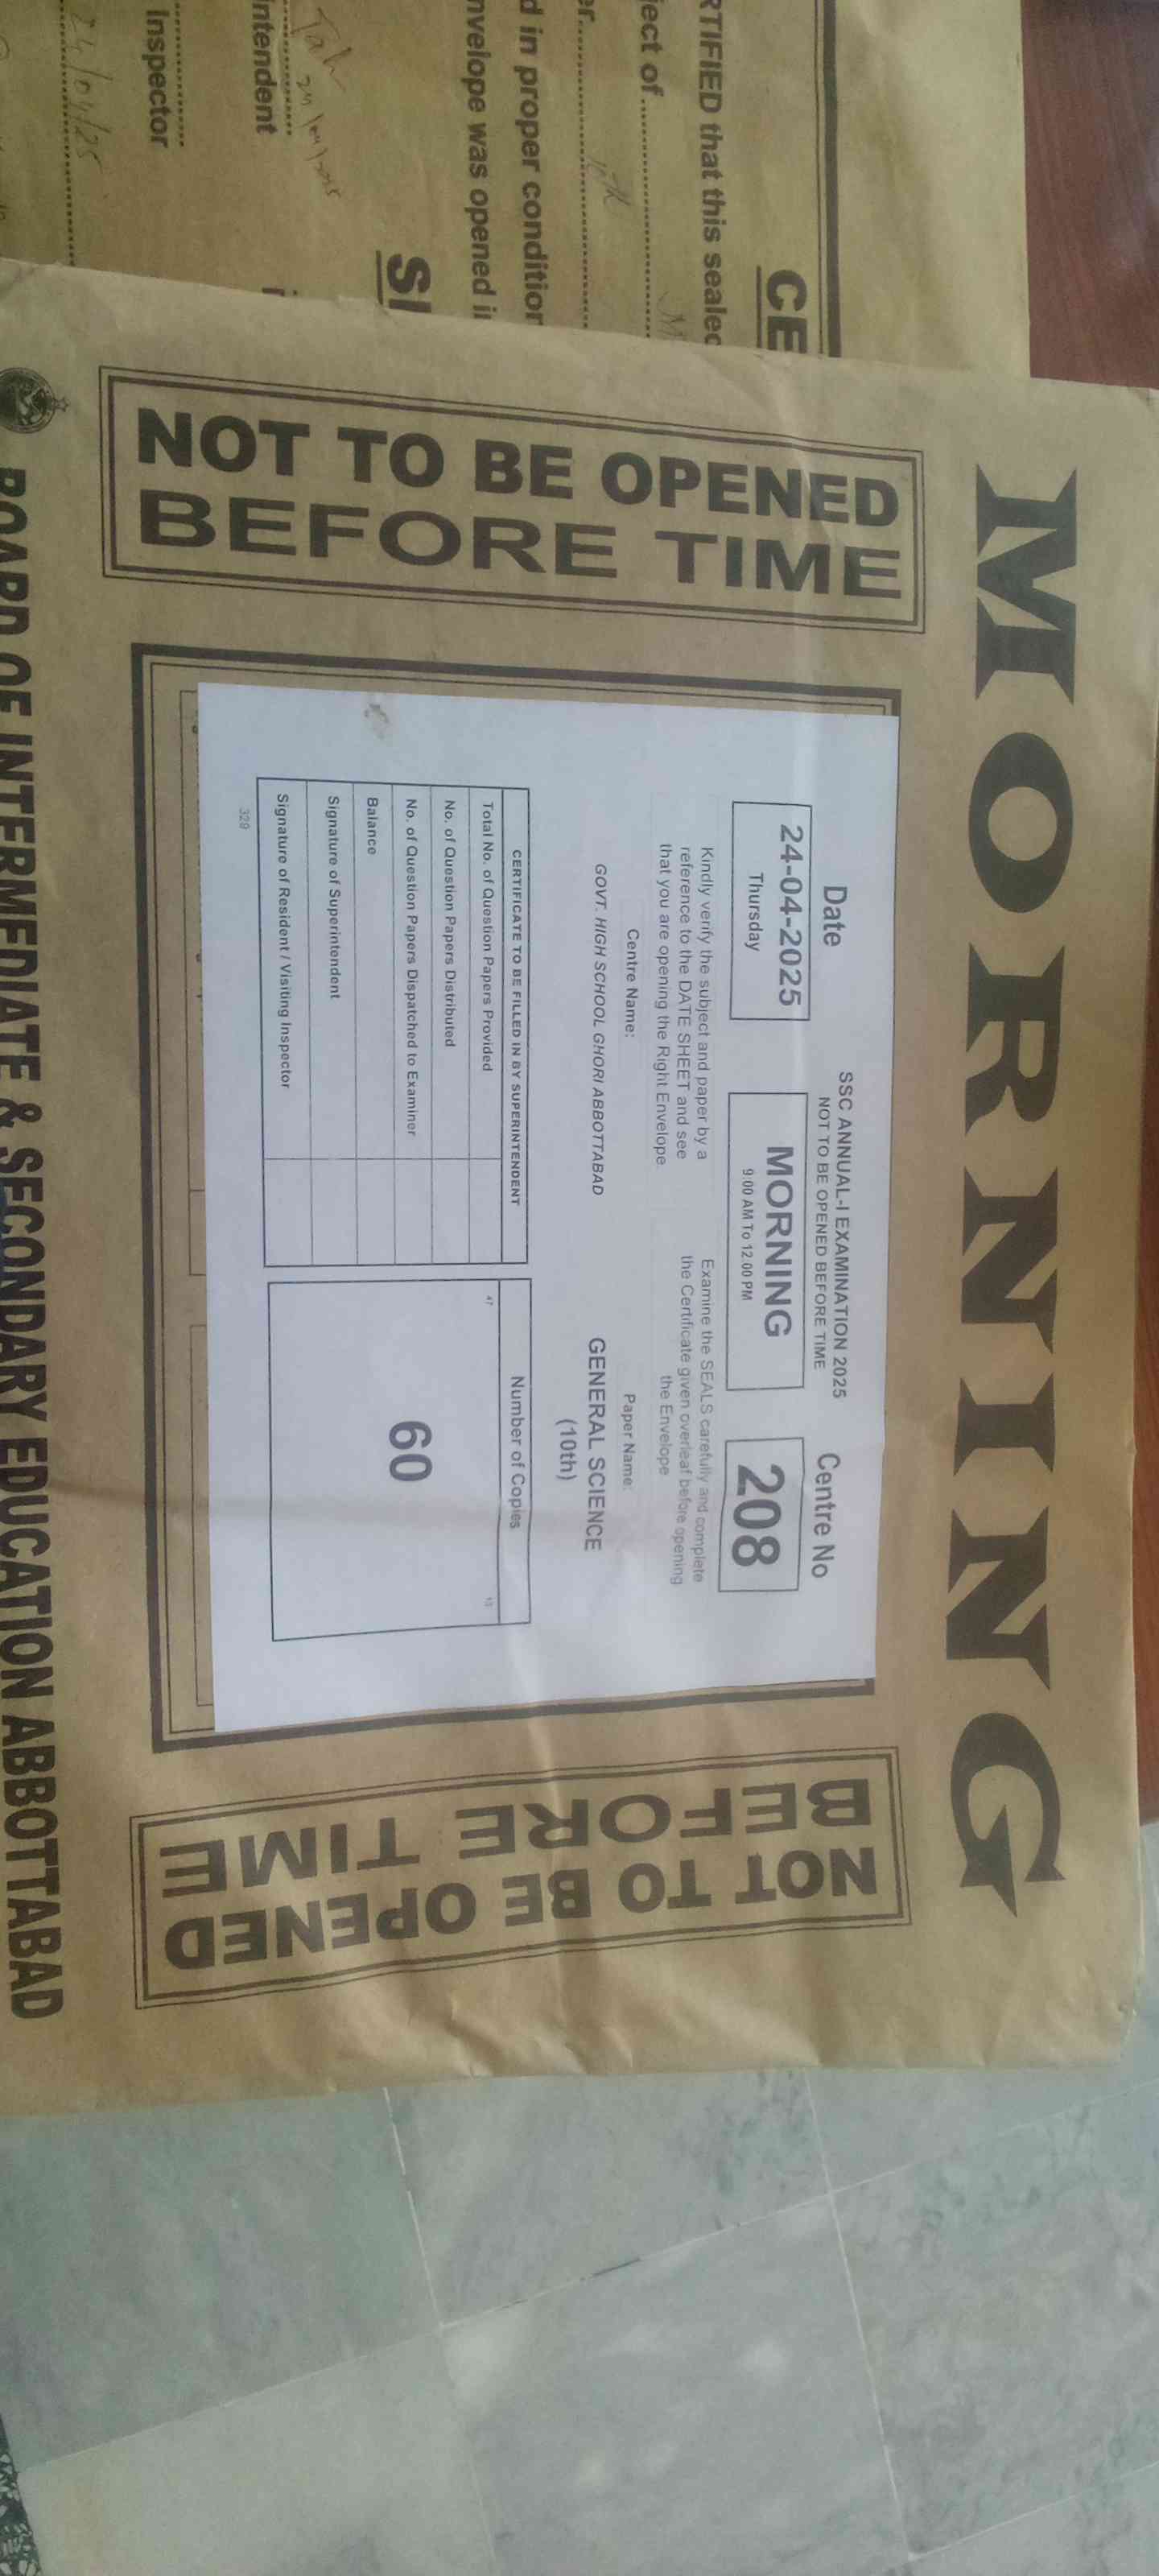 MORNING
NOT TO BE OPENED
BEFORE TIME
SSC ANNUAL-I EXAMINATION 2025
NOT TO BE OPENED BEFORE TIME
Date
24-04-2025
Thursday
MORNING
9:00 AM To 12.00 PM
Centre No
208
Kindly verify the subject and paper by a
reference to the DATE SHEET and see
that you are opening the Right Envelope
Examine the SEALS carefully and complete
the Certificate given overleaf before opening
the Envelope
Centre Name:
GOVT. HIGH SCHOOL GHORI ABBOTTABAD
Paper Name:
GENERAL SCIENCE
(10th)
CERTIFICATE TO BE FILLED IN BY SUPERINTENDENT
Total No. of Question Papers Provided
No. of Question Papers Distributed
No. of Question Papers Dispatched to Examiner
Balance
Signature of Superintendent
Signature of Resident / Visiting Inspector
329
Number of Copies
47
13
60
NOT TO BE OPENED
BEFORE TIME
BOARD OF INTERMEDIATE & SECONDARY EDUCATION ABBOTTABAD
CE
RTIFIED that this sealed
ject of
er. 10th
d in proper condition
nvelope was opened i
SI
intendent
Inspector
24/04/25